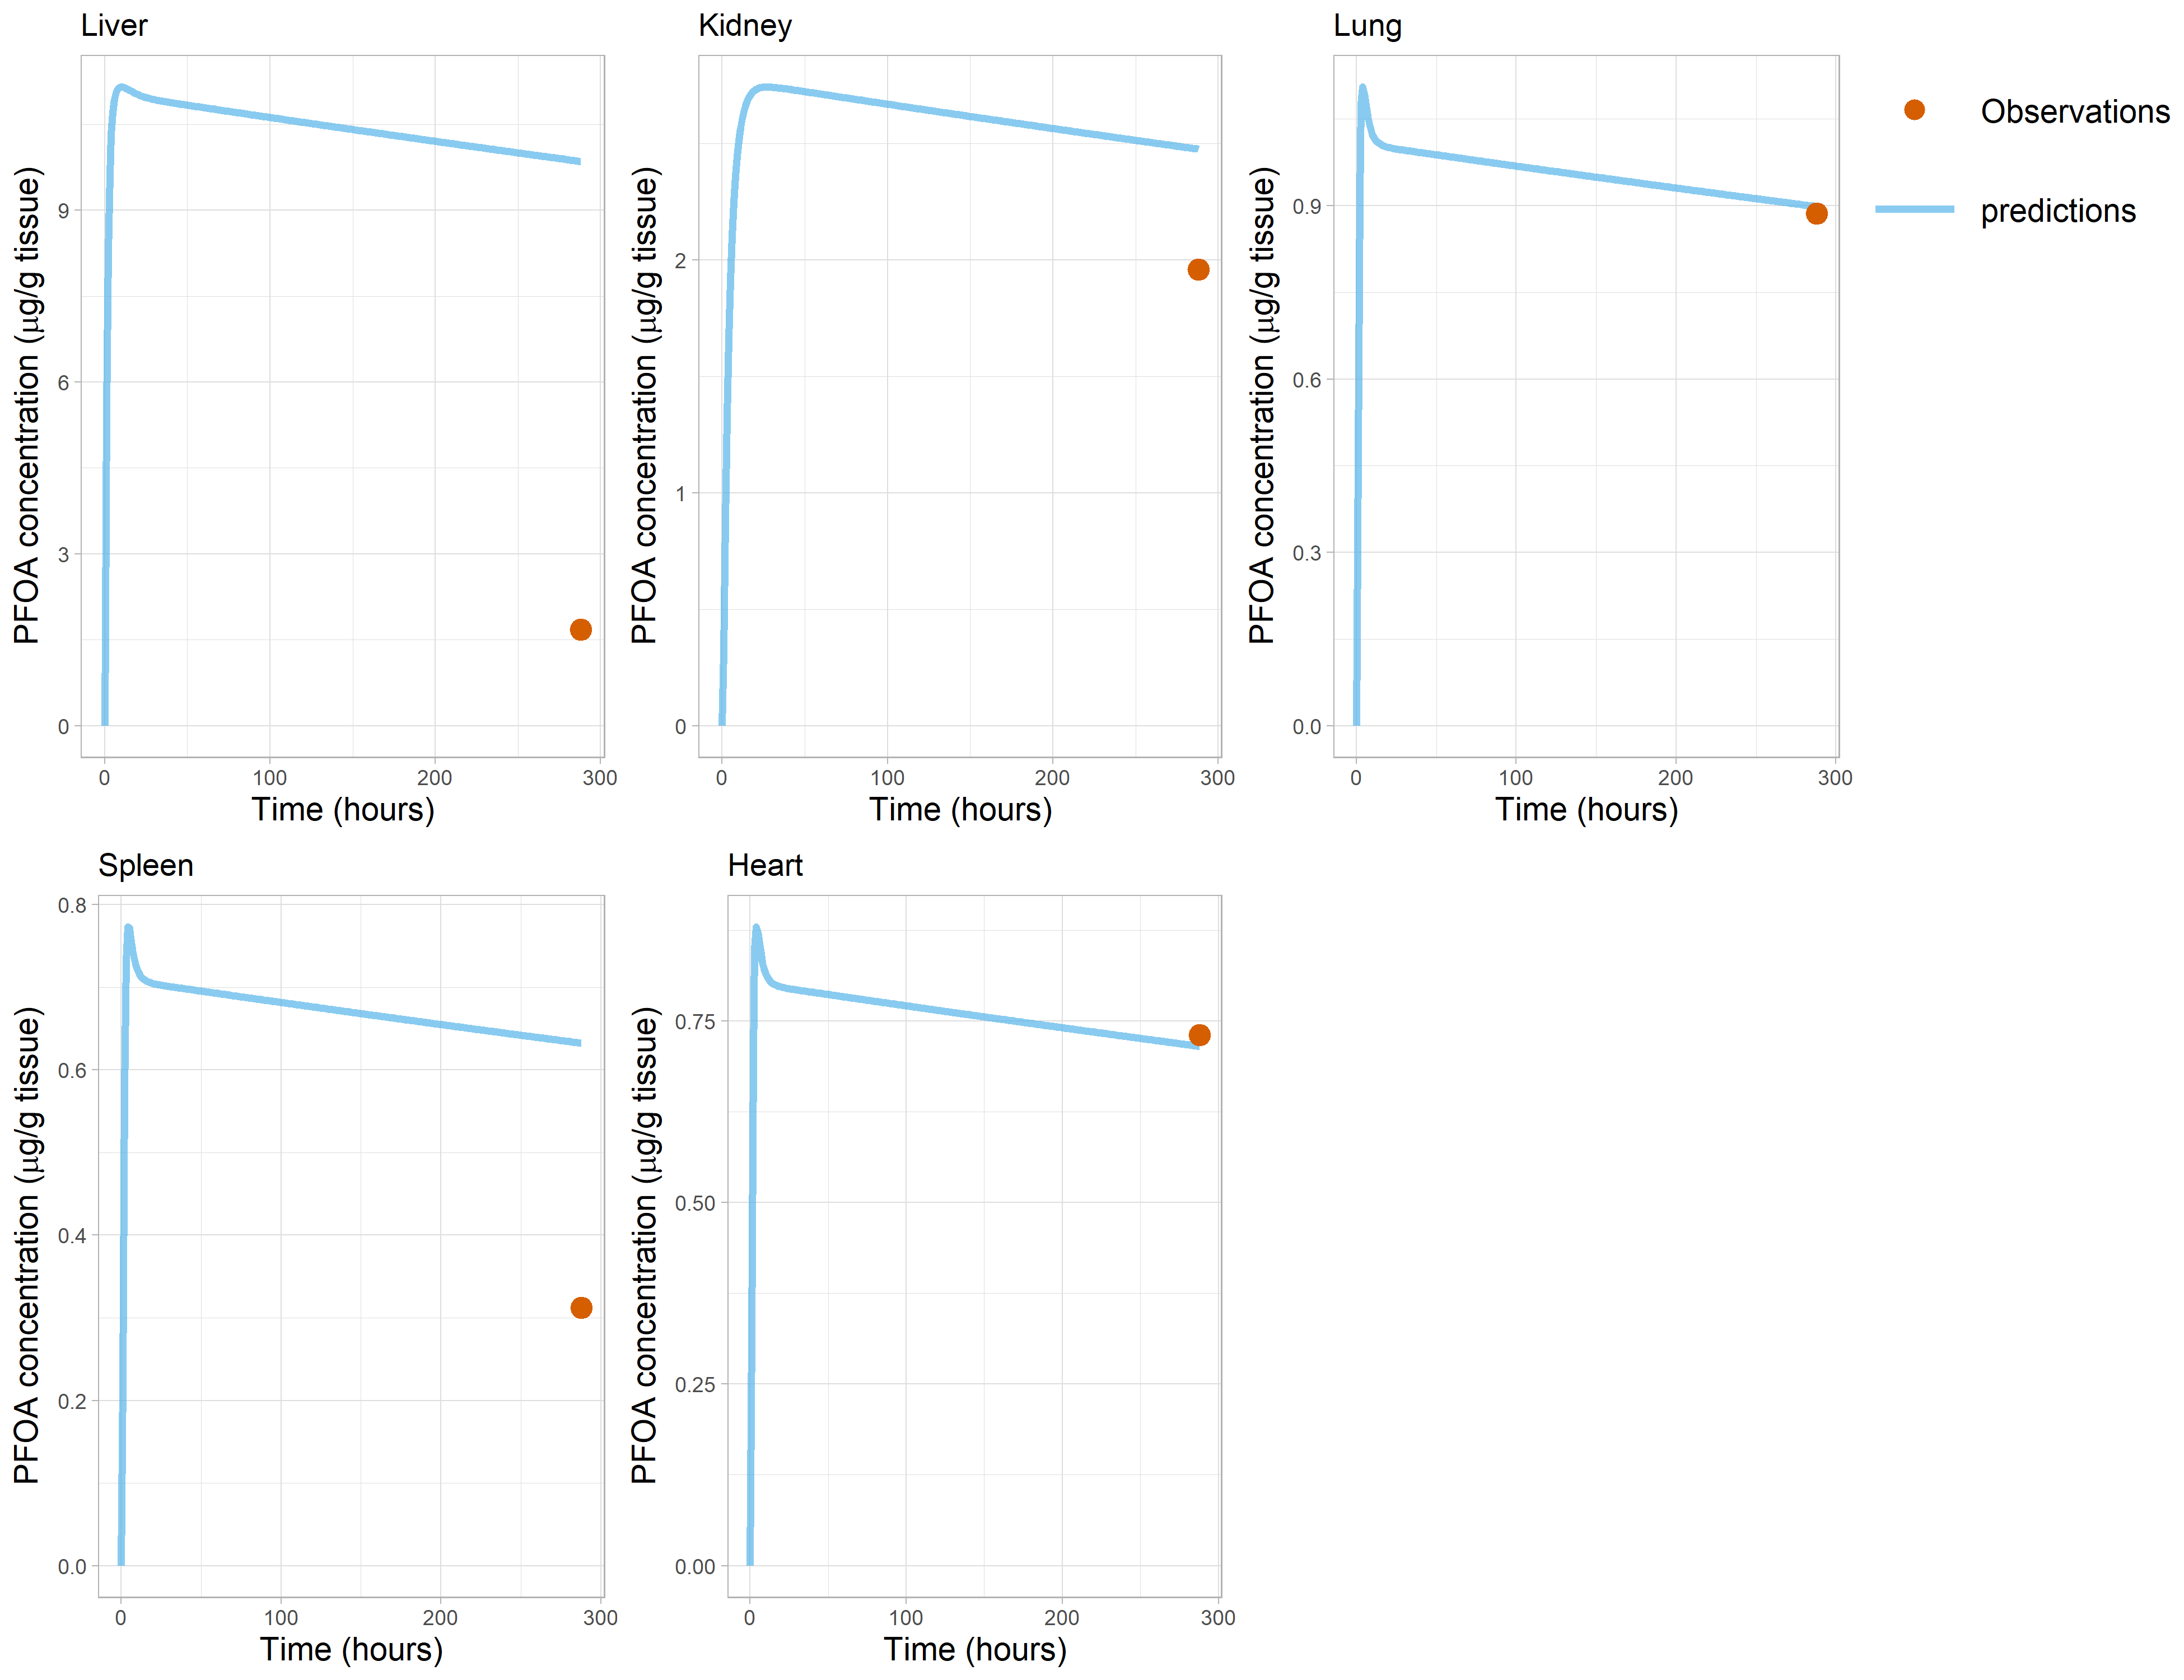 Liver
PFOA concentration (μg/g tissue)
9
6
3
0
0 100 200 300
Time (hours)
Kidney
PFOA concentration (μg/g tissue)
2
1
0
0 100 200 300
Time (hours)
Lung
PFOA concentration (μg/g tissue)
0.9
0.6
0.3
0.0
0 100 200 300
Time (hours)
Observations
predictions
Spleen
PFOA concentration (μg/g tissue)
0.8
0.6
0.4
0.2
0.0
0 100 200 300
Time (hours)
Heart
PFOA concentration (μg/g tissue)
0.75
0.50
0.25
0.00
0 100 200 300
Time (hours)